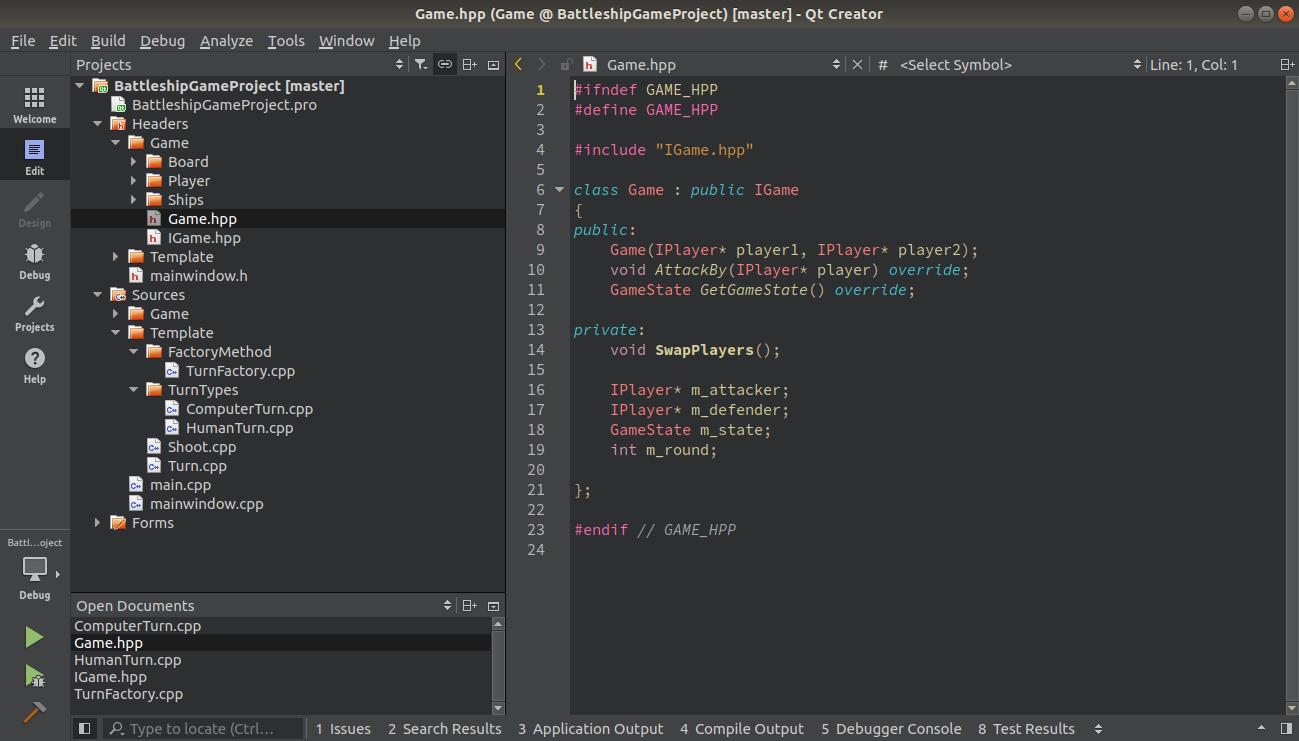 Game.hpp (Game @ BattleshipGameProject) [master] - Qt Creator
File Edit Build Debug Analyze Tools Window Help
Welcome
Edit
Design
Debug
Projects
Help
Battl...oject
Debug
Projects
BattleshipGameProject [master]
BattleshipGameProject.pro
Headers
Game
Board
Player
Ships
Game.hpp
IGame.hpp
Template
mainwindow.h
Sources
Game
Template
FactoryMethod
TurnFactory.cpp
TurnTypes
ComputerTurn.cpp
HumanTurn.cpp
Shoot.cpp
Turn.cpp
main.cpp
mainwindow.cpp
Forms
Open Documents
ComputerTurn.cpp
Game.hpp
HumanTurn.cpp
IGame.hpp
TurnFactory.cpp
Game.hpp # <Select Symbol> Line: 1, Col: 1
1 #ifndef GAME_HPP
2 #define GAME_HPP
3
4 #include "IGame.hpp"
5
6 class Game : public IGame
7 {
8 public:
9 Game(IPlayer* player1, IPlayer* player2);
10 void AttackBy(IPlayer* player) override;
11 GameState GetGameState() override;
12
13 private:
14 void SwapPlayers();
15
16 IPlayer* m_attacker;
17 IPlayer* m_defender;
18 GameState m_state;
19 int m_round;
20
21 };
22
23 #endif // GAME_HPP
24
Type to locate (Ctrl... 1 Issues 2 Search Results 3 Application Output 4 Compile Output 5 Debugger Console 8 Test Results